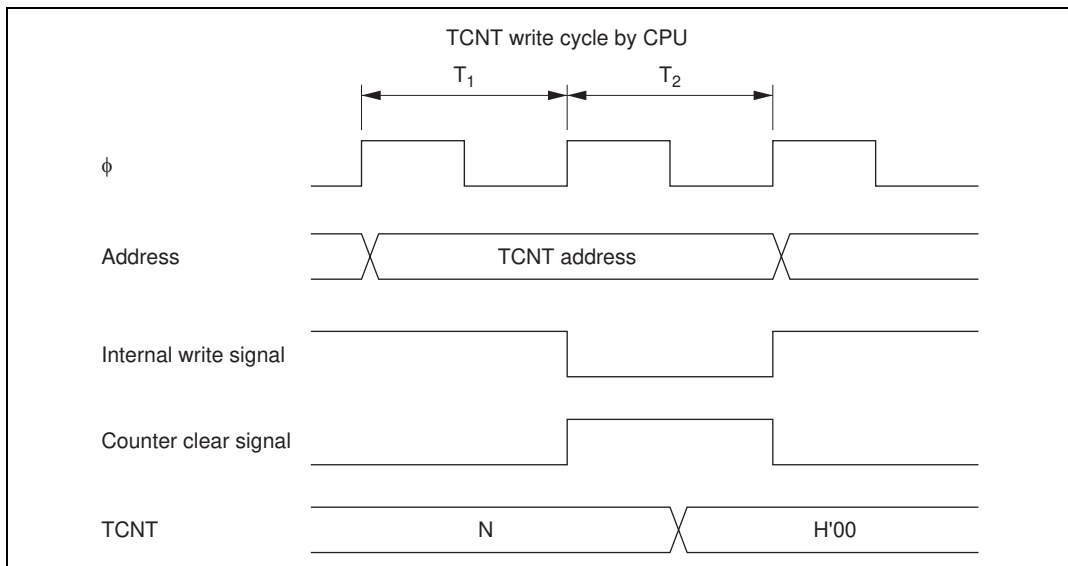 TCNT write cycle by CPU
T1 T2
ϕ
Address TCNT address
Internal write signal
Counter clear signal
TCNT N H'00